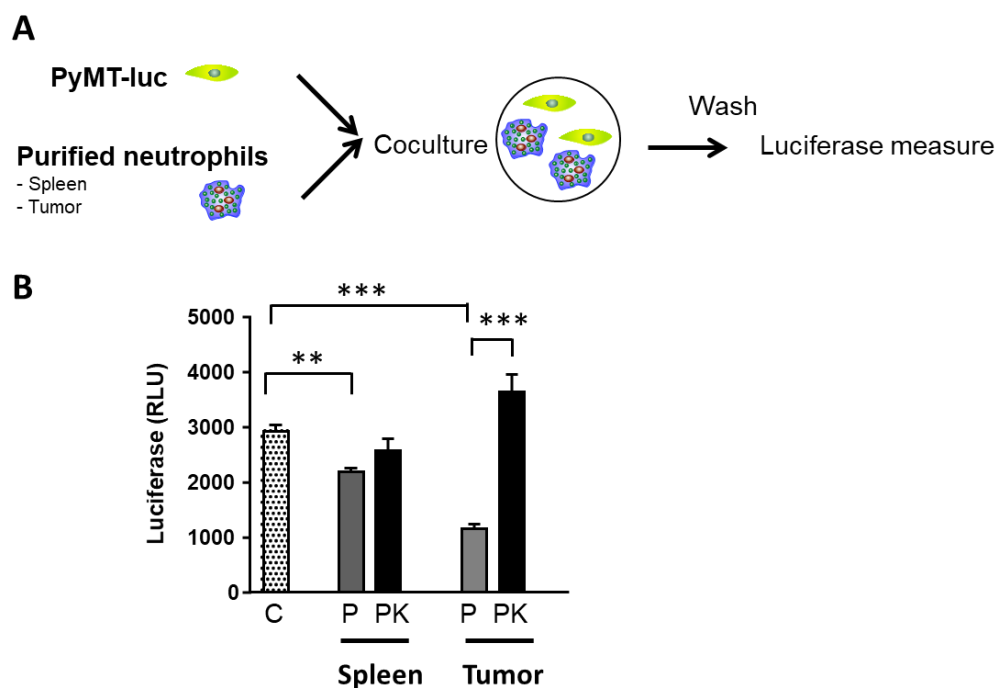 A
PyMT-luc
Purified neutrophils
- Spleen
- Tumor
Coculture
Wash
Luciferase measure
B
Luciferase (RLU)
5000
4000
3000
2000
1000
0
***
***
**
C P PK P PK
Spleen Tumor